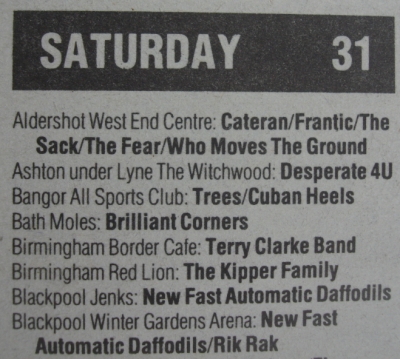 SATURDAY 31
Aldershot West End Centre: Cateran/Frantic/The
Sack/The Fear/Who Moves The Ground
Ashton under Lyne The Witchwood: Desperate 4U
Bangor All Sports Club: Trees/Cuban Heels
Bath Moles: Brilliant Corners
Birmingham Border Cafe: Terry Clarke Band
Birmingham Red Lion: The Kipper Family
Blackpool Jenks: New Fast Automatic Daffodils
Blackpool Winter Gardens Arena: New Fast
Automatic Daffodils/Rik Rak